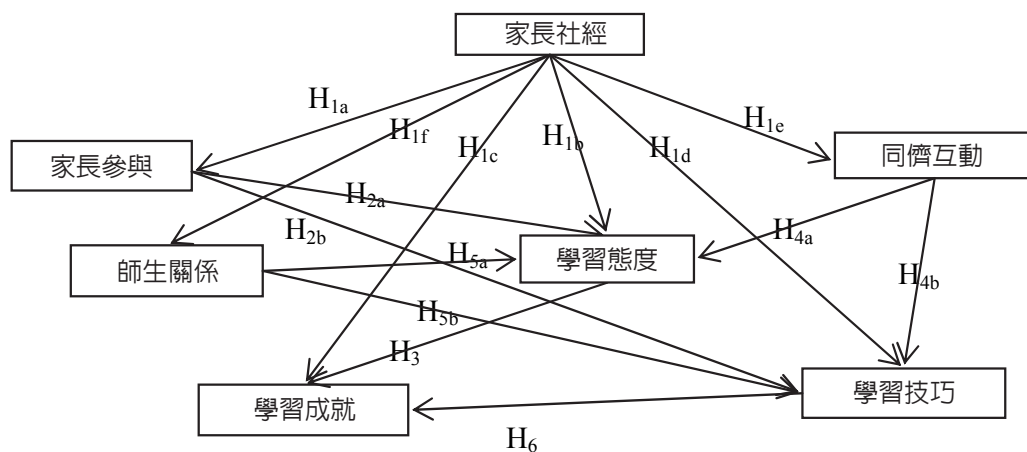 家長社經
H1a
H1f
H1c
H1b
H1d
H1e
家長參與
同儕互動
H2a
H2b
H4a
師生關係
H5a
學習態度
H4b
H5b
H3
學習成就
學習技巧
H6